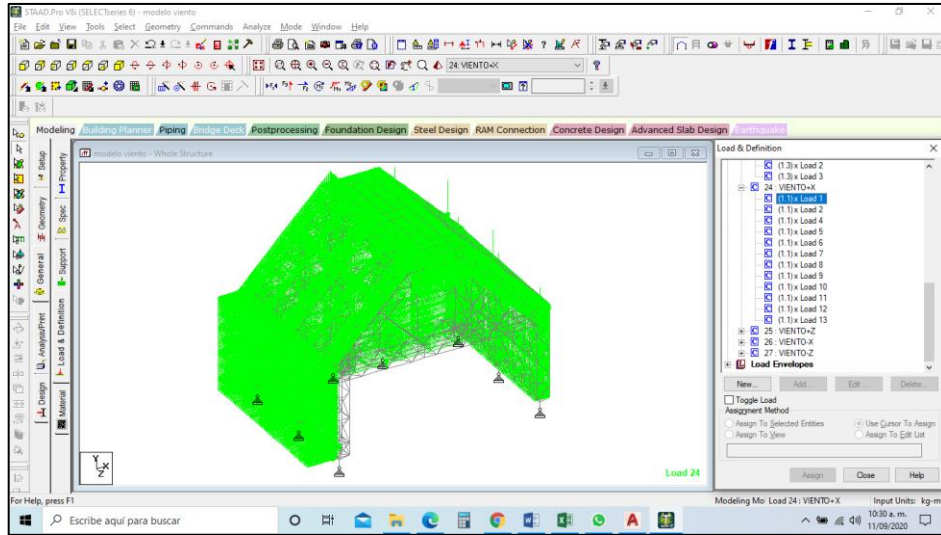 STAAD.Pro V8i (SELECTseries 6) - modelo viento
File Edit View Tools Select Geometry Commands Analyze Mode Window Help
24: VIENTO+X
Modeling Building Planner Piping Bridge Deck Postprocessing Foundation Design Steel Design RAM Connection Concrete Design Advanced Slab Design Earthquake
Setup
Geometry
General
Analysis/Print
Design
Property
Spec
Support
Load & Definition
Material
modelo viento - Whole Structure
Y
X
Z
Load 24
Load & Definition
(1.3) x Load 2
(1.3) x Load 3
24 : VIENTO+X
(1.1) x Load 1
(1.1) x Load 2
(1.1) x Load 4
(1.1) x Load 5
(1.1) x Load 6
(1.1) x Load 7
(1.1) x Load 8
(1.1) x Load 9
(1.1) x Load 10
(1.1) x Load 11
(1.1) x Load 12
(1.1) x Load 13
25 : VIENTO+Z
26 : VIENTO-X
27 : VIENTO-Z
Load Envelopes
New... Add... Edit... Delete...
Toggle Load
Assignment Method
Assign To Selected Entities Use Cursor To Assign
Assign To View Assign To Edit List
Assign Close Help
For Help, press F1 Modeling Mo Load 24 : VIENTO+X Input Units: kg-m
Escribe aquí para buscar
10:30 a. m.
11/09/2020